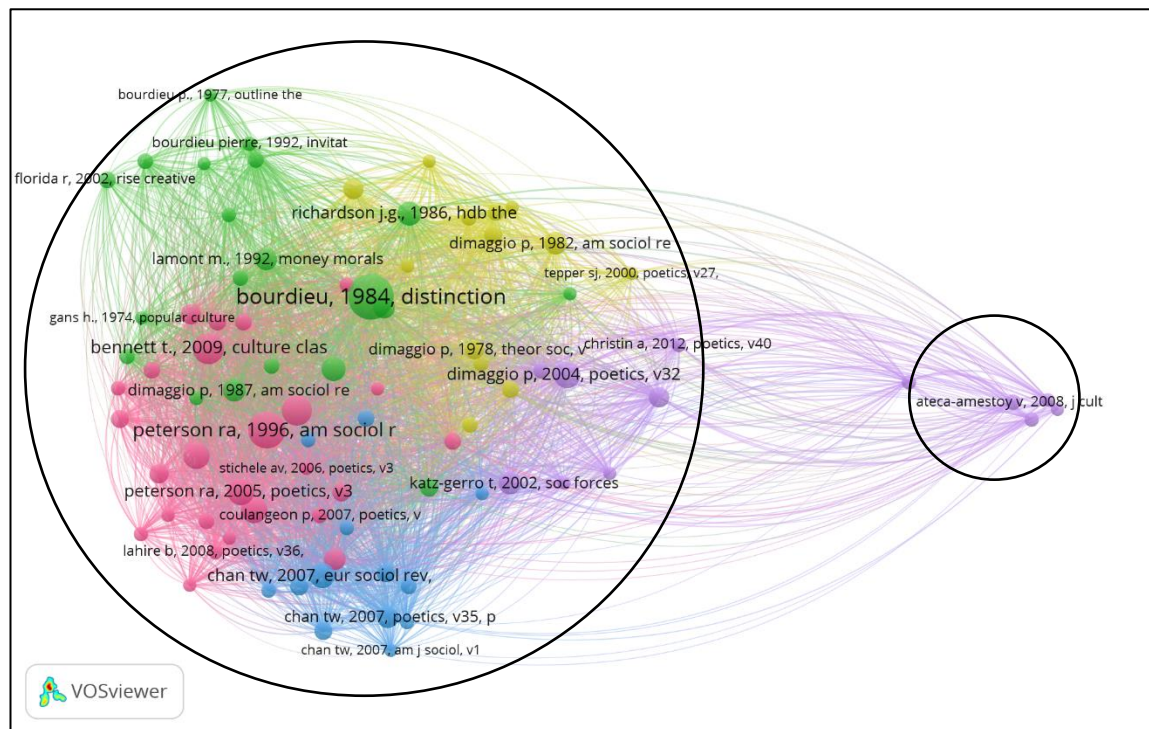 bourdieu p., 1977, outline the
bourdieu pierre, 1992, invitat
florida r, 2002, rise creative
richardson j.g., 1986, hdb the
dimaggio p, 1982, am sociol re
lamont m., 1992, money morals
tepper sj, 2000, poetics, v27,
bourdieu, 1984, distinction
gans h., 1974, popular culture
christin a, 2012, poetics, v40
bennett t., 2009, culture clas
dimaggio p, 1978, theor soc, v
dimaggio p, 2004, poetics, v32
dimaggio p, 1987, am sociol re
ateca-amestoy v, 2008, j cult
peterson ra, 1996, am sociol r
stichele av, 2006, poetics, v3
katz-gerro t, 2002, soc forces
peterson ra, 2005, poetics, v3
coulangeon p, 2007, poetics, v
lahire b, 2008, poetics, v36,
chan tw, 2007, eur sociol rev,
chan tw, 2007, poetics, v35, p
chan tw, 2007, am j sociol, v1
VOSviewer